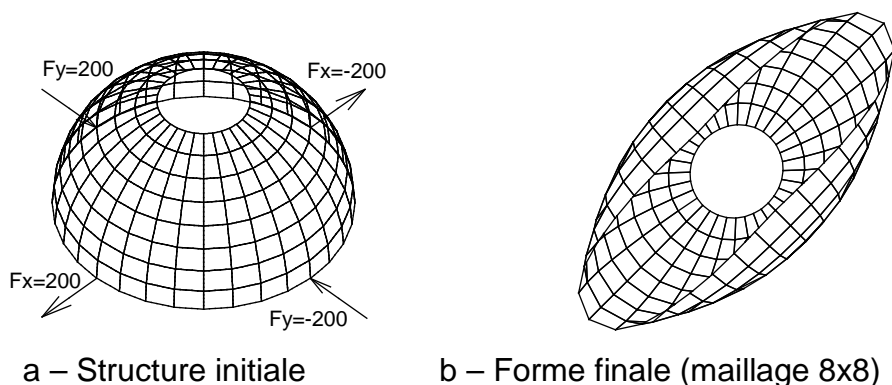 Fy=200
Fx=-200
Fx=200
Fy=-200
a – Structure initiale
b – Forme finale (maillage 8x8)